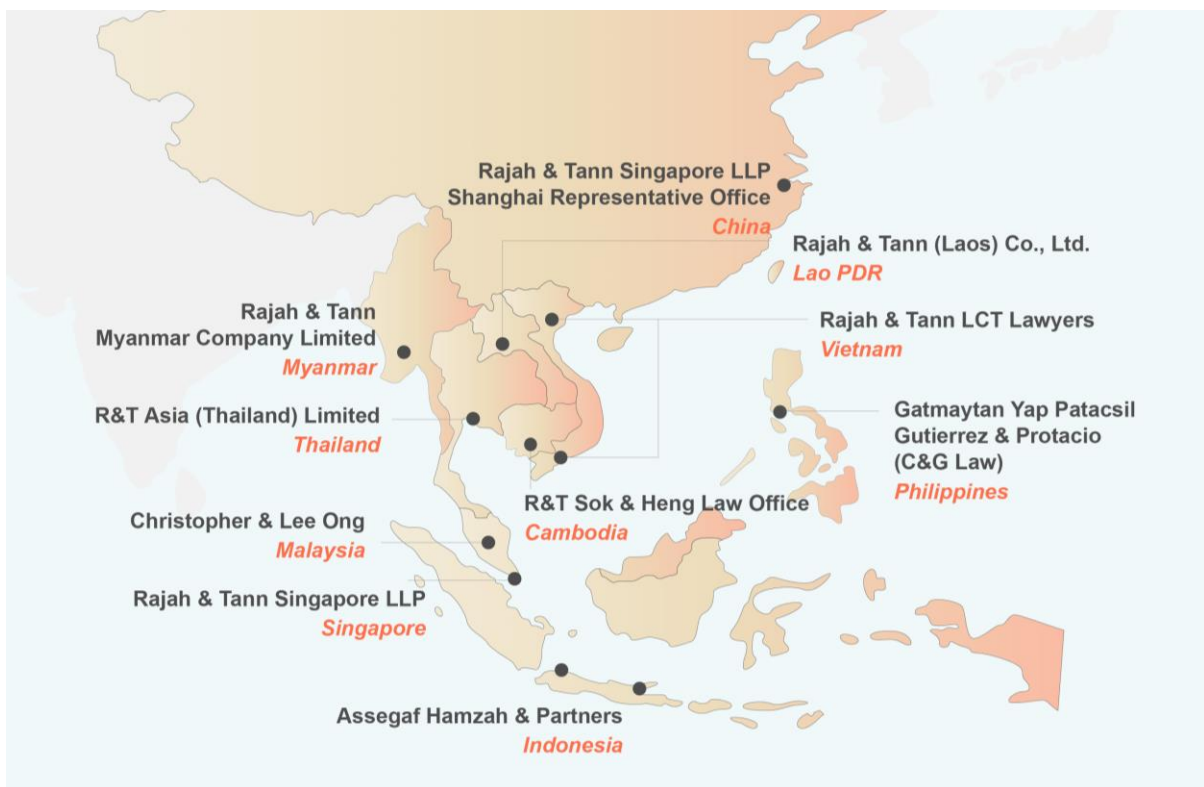 Rajah & Tann Singapore LLP
Shanghai Representative Office
China
Rajah & Tann (Laos) Co., Ltd.
Lao PDR
Rajah & Tann
Myanmar Company Limited
Myanmar
Rajah & Tann LCT Lawyers
Vietnam
R&T Asia (Thailand) Limited
Thailand
Gatmaytan Yap Patacsil
Gutierrez & Protacio
(C&G Law)
Philippines
R&T Sok & Heng Law Office
Cambodia
Christopher & Lee Ong
Malaysia
Rajah & Tann Singapore LLP
Singapore
Assegaf Hamzah & Partners
Indonesia